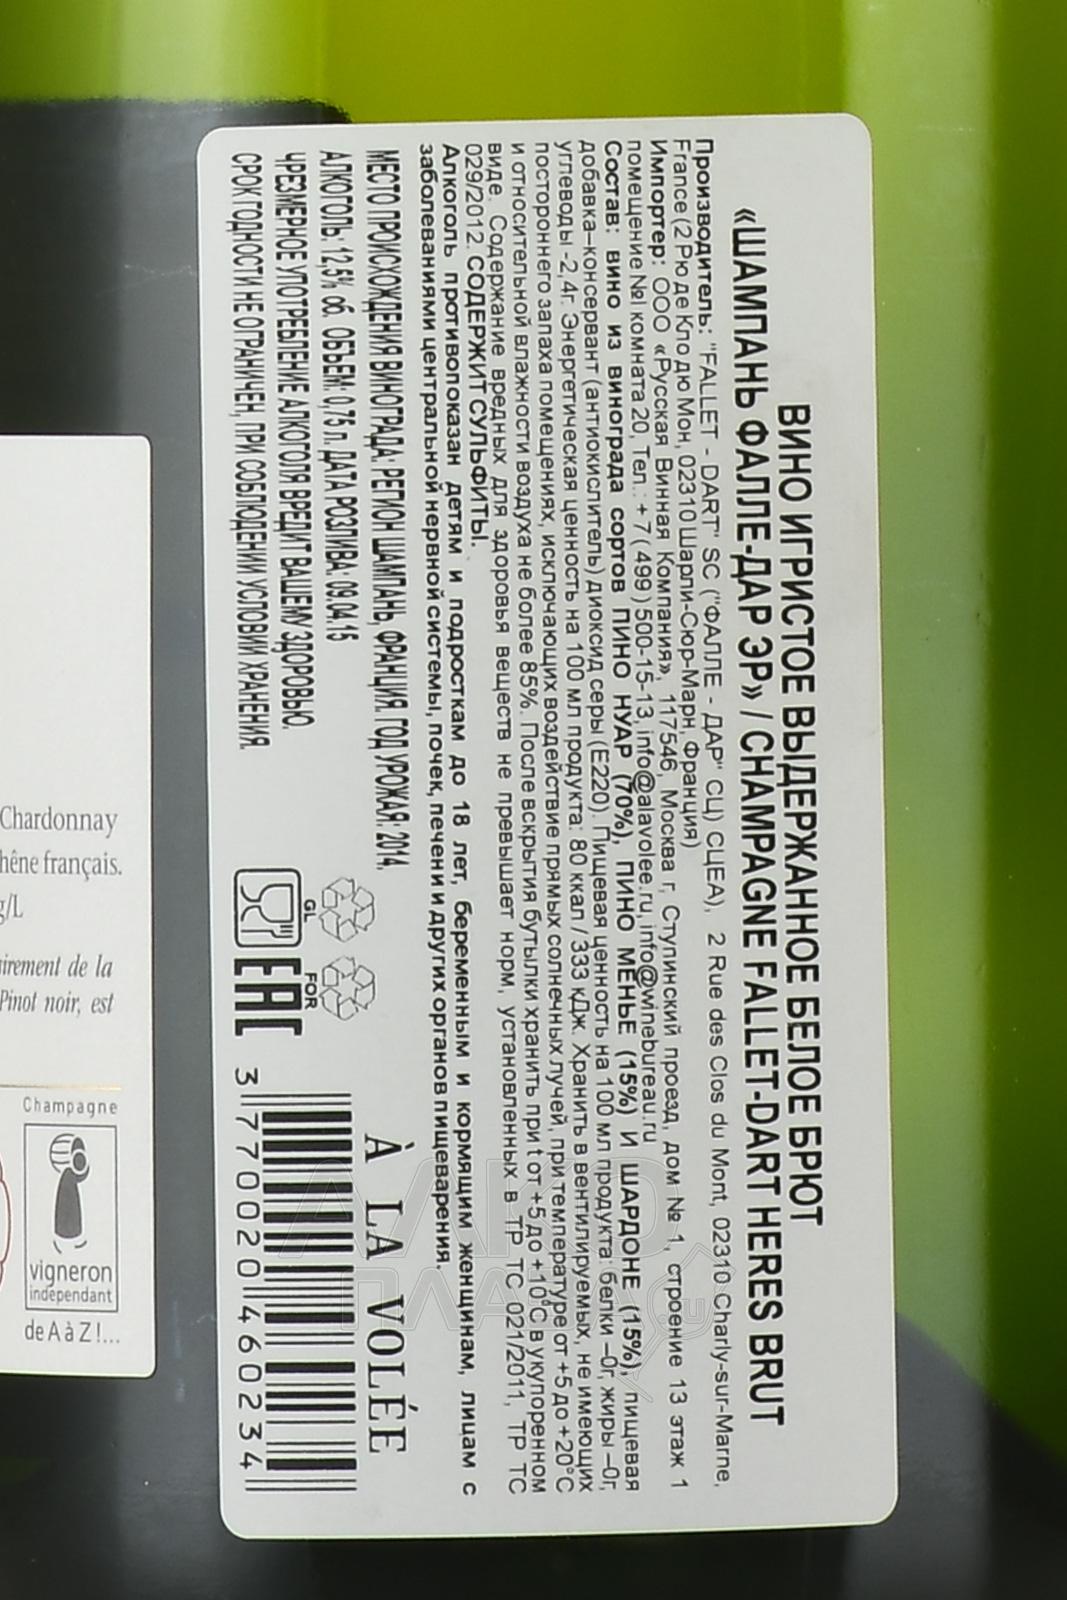 ВИНО ИГРИСТОЕ ВЫДЕРЖАННОЕ БЕЛОЕ БРЮТ
«ШАМПАНЬ ФАЛЛЕ-ДАР ЭР» / CHAMPAGNE FALLET-DART HERES BRUT
Производитель: "FALLET - DART" SC ("ФАЛЛЕ - ДАР" СЦ) СЦЕА), 2 Rue des Clos du Mont, 02310 Charly-sur-Marne,
France (2 Рю де Кло дю Мон, 02310 Шарли-Сюр-Марн, Франция)
Импортер: ООО «Русская Винная Компания», 117546, Москва г, Ступинский проезд, дом № 1, строение 13 этаж 1
помещение №I комната 20, Тел.: +7( 499 ) 500-15-13, info@alavolee.ru, info@winebureau.ru
Состав: вино из винограда сортов ПИНО НУАР (70%), ПИНО МЕНЬЕ (15%) И ШАРДОНЕ (15%), пищевая
добавка–консервант (антиокислитель) диоксид серы (Е220). Пищевая ценность на 100 мл продукта: белки –0г, жиры –0г,
углеводы -2,4г. Энергетическая ценность на 100 мл продукта: 80 ккал / 333 кДж. Хранить в вентилируемых, не имеющих
постороннего запаха помещениях, исключающих воздействие прямых солнечных лучей, при температуре от +5 до +20°С
и относительной влажности воздуха не более 85%. После вскрытия бутылки хранить при t от +5 до +10°С в укупоренном
виде. Содержание вредных для здоровья веществ не превышает норм, установленных в ТР ТС 021/2011, ТР ТС
029/2012. СОДЕРЖИТ СУЛЬФИТЫ.
Алкоголь противопоказан детям и подросткам до 18 лет, беременным и кормящим женщинам, лицам с
заболеваниями центральной нервной системы, почек, печени и других органов пищеварения.
МЕСТО ПРОИСХОЖДЕНИЯ ВИНОГРАДА: РЕГИОН ШАМПАНЬ, ФРАНЦИЯ. ГОД УРОЖАЯ: 2014,
АЛКОГОЛЬ: 12,5% об. ОБЪЕМ: 0,75 л. ДАТА РОЗЛИВА: 09.04.15
ЧРЕЗМЕРНОЕ УПОТРЕБЛЕНИЕ АЛКОГОЛЯ ВРЕДИТ ВАШЕМУ ЗДОРОВЬЮ.
СРОК ГОДНОСТИ НЕ ОГРАНИЧЕН, ПРИ СОБЛЮДЕНИИ УСЛОВИИ ХРАНЕНИЯ.
GL
FOR
EAC
À LA VOLÉE
3 770020 460234
Chardonnay
hêne français.
g/L
irement de la
Pinot noir, est
Champagne
vigneron
indépendant
de A à Z !...
АЛКО
ПЛАЗА